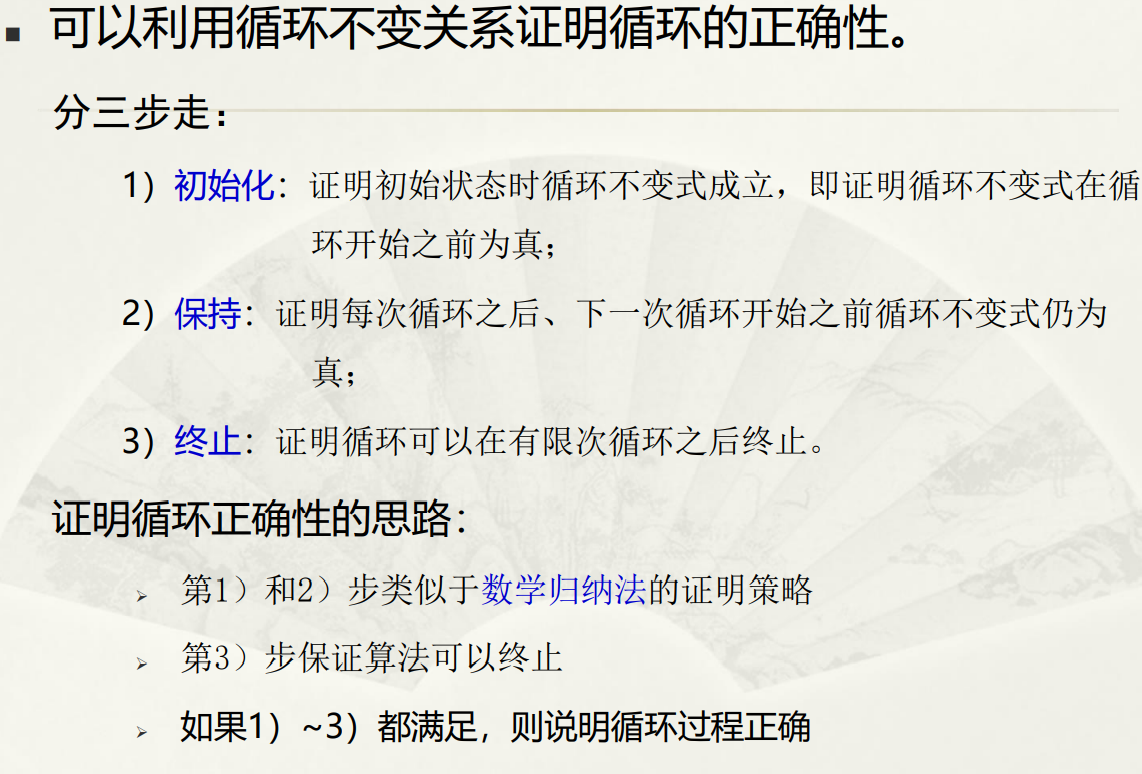 ▪ 可以利用循环不变关系证明循环的正确性。
分三步走：
1）初始化：证明初始状态时循环不变式成立，即证明循环不变式在循
环开始之前为真；
2）保持：证明每次循环之后、下一次循环开始之前循环不变式仍为
真；
3）终止：证明循环可以在有限次循环之后终止。
证明循环正确性的思路：
➢ 第1）和2）步类似于数学归纳法的证明策略
➢ 第3）步保证算法可以终止
➢ 如果1）~3）都满足，则说明循环过程正确